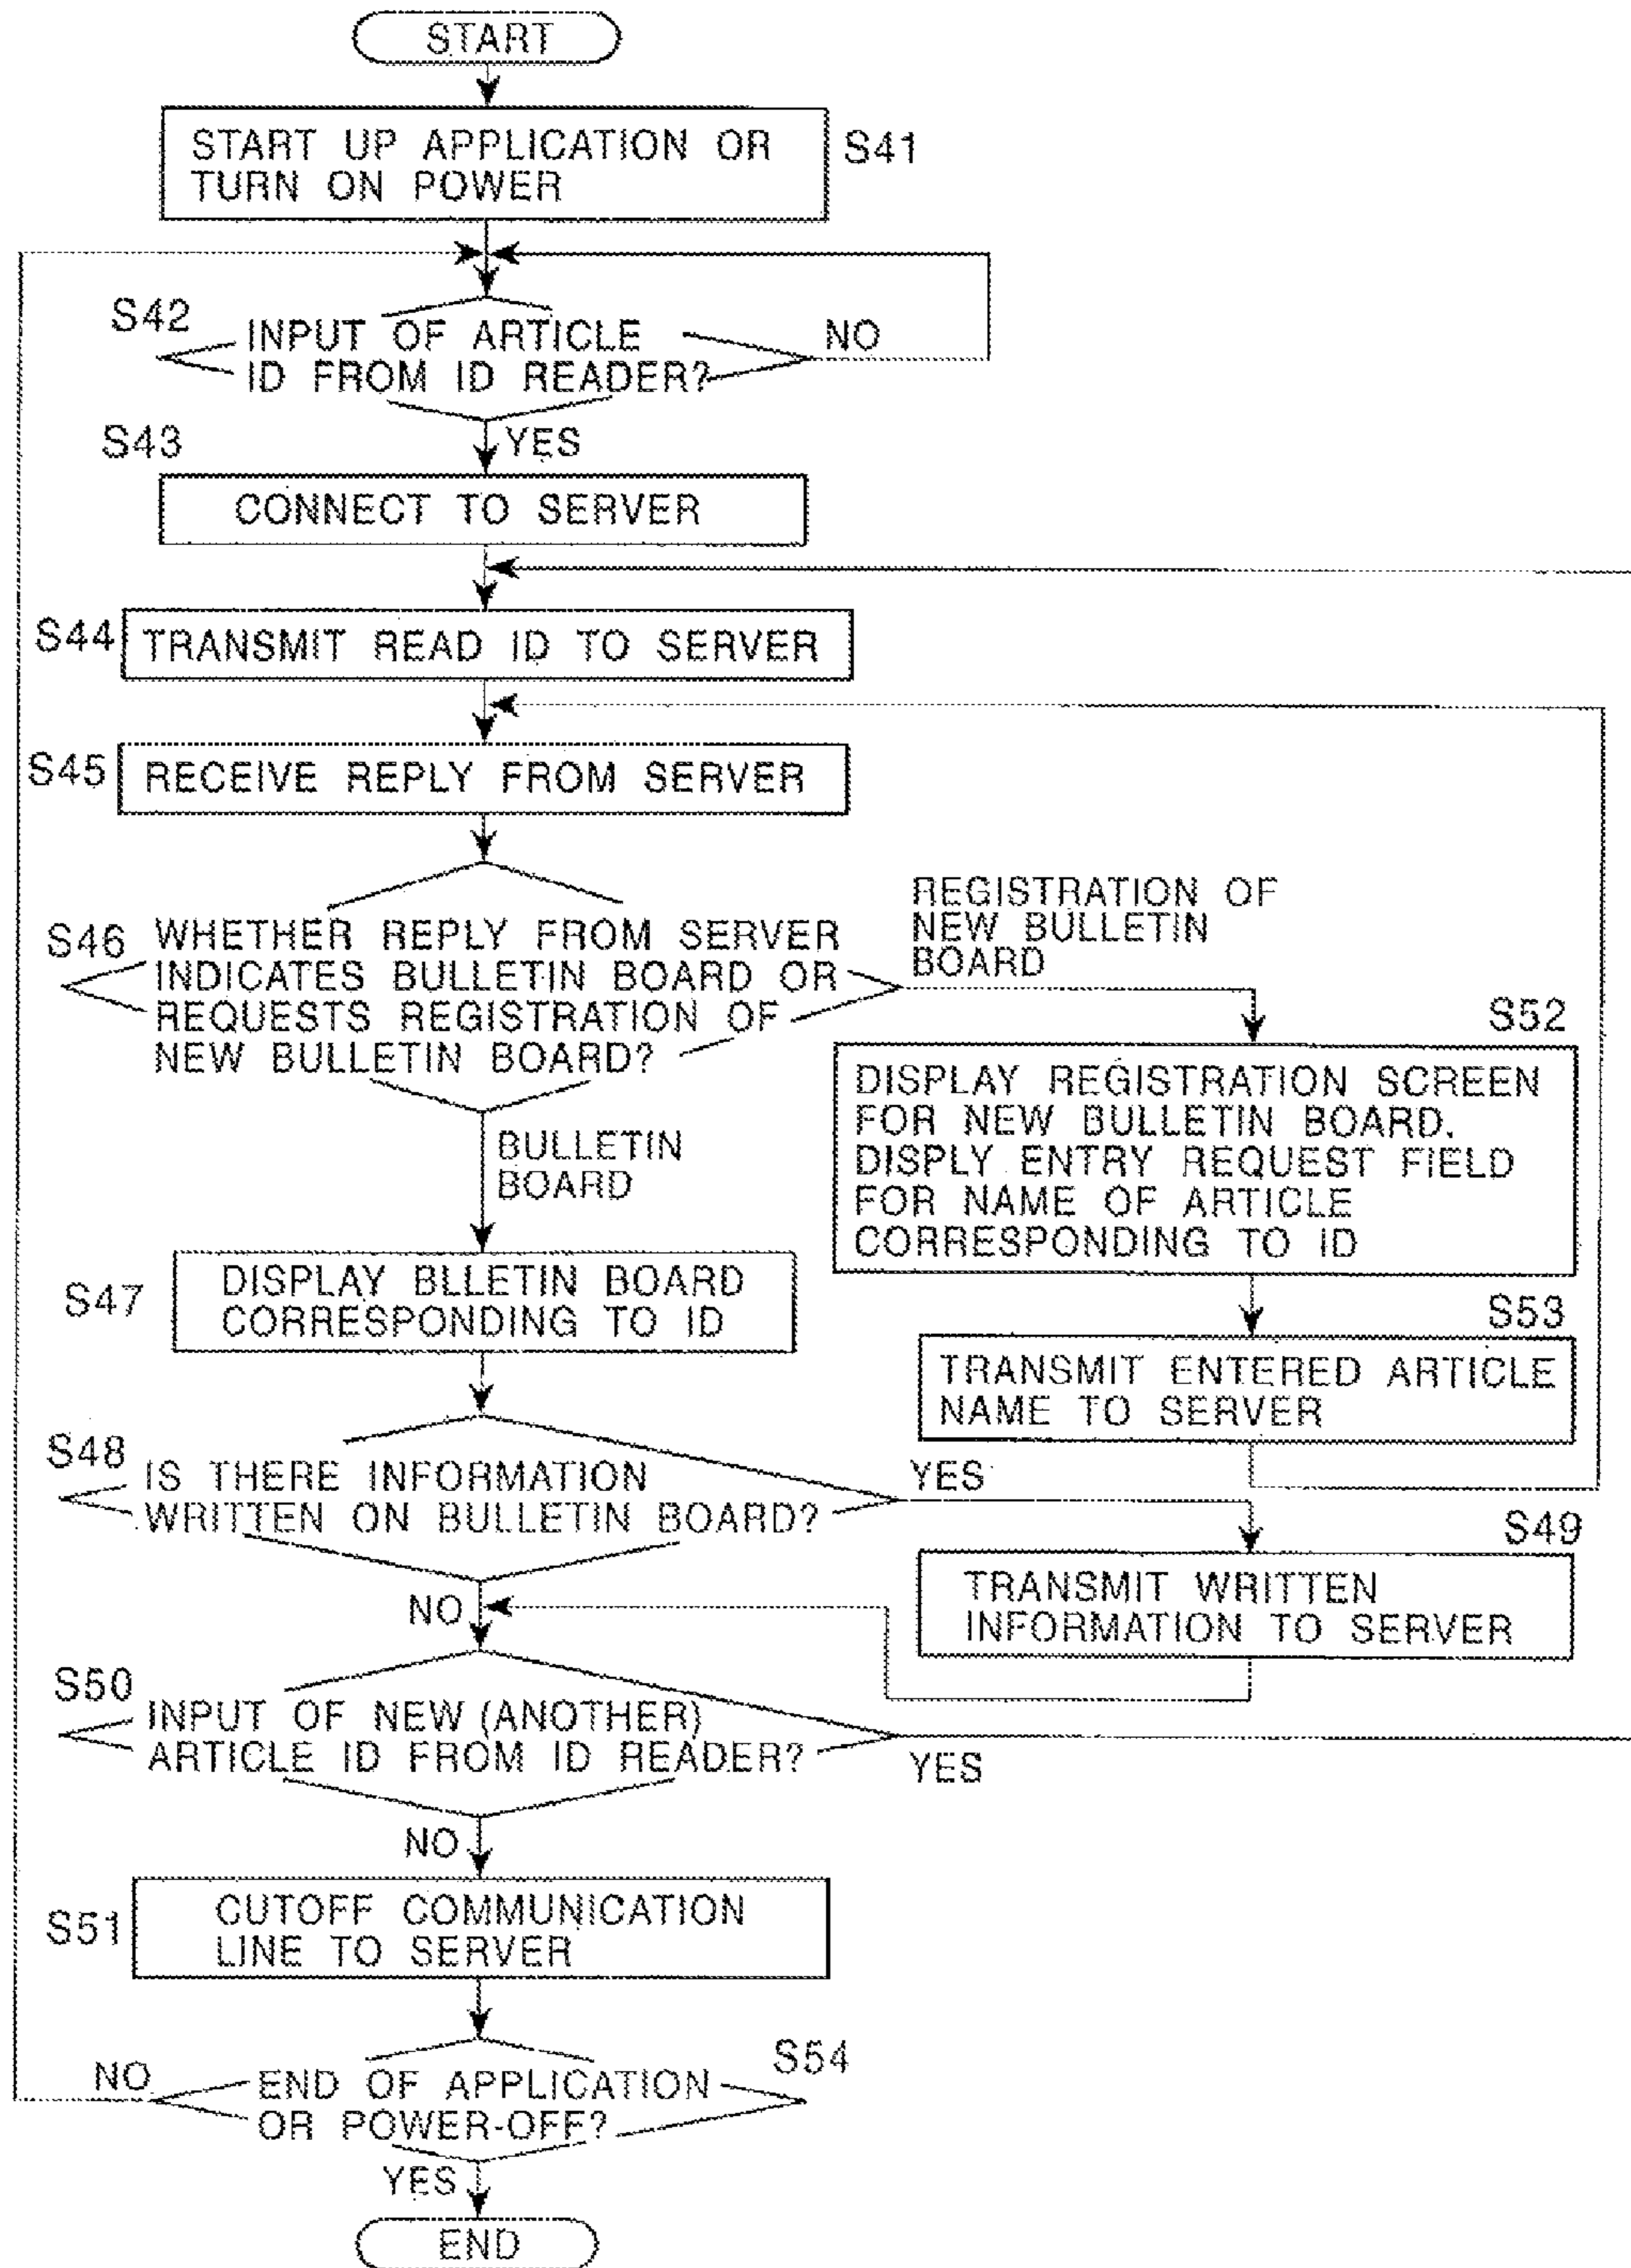 START
START UP APPLICATION OR
TURN ON POWER
S41
S42
INPUT OF ARTICLE
ID FROM ID READER?
NO
YES
S43
CONNECT TO SERVER
S44
TRANSMIT READ ID TO SERVER
S45
RECEIVE REPLY FROM SERVER
S46
WHETHER REPLY FROM SERVER
INDICATES BULLETIN BOARD OR
REQUESTS REGISTRATION OF
NEW BULLETIN BOARD?
REGISTRATION OF
NEW BULLETIN
BOARD
S52
DISPLAY REGISTRATION SCREEN
FOR NEW BULLETIN BOARD.
DISPLY ENTRY REQUEST FIELD
FOR NAME OF ARTICLE
CORRESPONDING TO ID
BULLETIN
BOARD
S47
DISPLAY BLLETIN BOARD
CORRESPONDING TO ID
S53
TRANSMIT ENTERED ARTICLE
NAME TO SERVER
S48
IS THERE INFORMATION
WRITTEN ON BULLETIN BOARD?
YES
S49
TRANSMIT WRITTEN
INFORMATION TO SERVER
NO
S50
INPUT OF NEW (ANOTHER)
ARTICLE ID FROM ID READER?
YES
NO
S51
CUTOFF COMMUNICATION
LINE TO SERVER
S54
NO
END OF APPLICATION
OR POWER-OFF?
YES
END